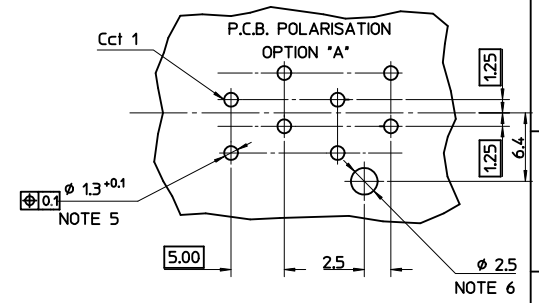 P.C.B. POLARISATION
OPTION "A"
Cct 1
1.25
1.25
6.4
⌖ 0.1
ø 1.3 +0.1
NOTE 5
5.00
2.5
ø 2.5
NOTE 6